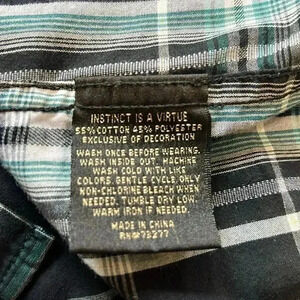 INSTINCT IS A VIRTUE
55% COTTON 45% POLYESTER
EXCLUSIVE OF DECORATION
WASH ONCE BEFORE WEARING.
WASH INSIDE OUT. MACHINE
WASH COLD WITH LIKE
COLORS. GENTLE CYCLE. ONLY
NON-CHLORINE BLEACH WHEN
NEEDED. TUMBLE DRY LOW.
WARM IRON IF NEEDED.
MADE IN CHINA
RN# 73277